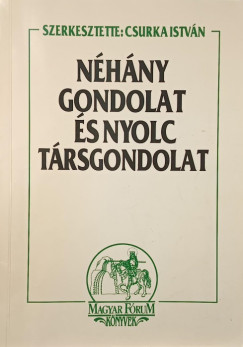 SZERKESZTETTE: CSURKA ISTVÁN
NÉHÁNY
GONDOLAT
ÉS NYOLC
TÁRSGONDOLAT
MAGYAR FÓRUM
KÖNYVEK